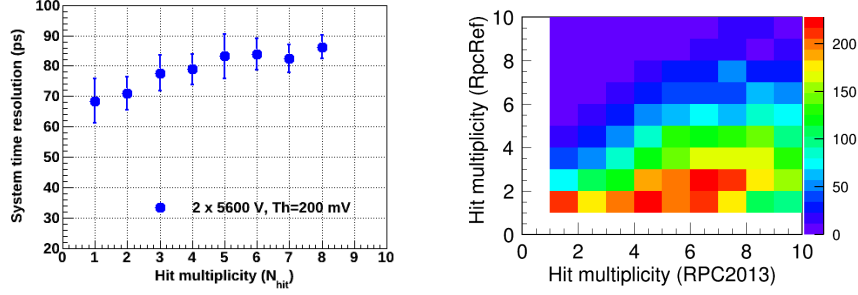 System time resolution (ps)
100
90
80
70
60
50
40
30
20
2 x 5600 V, Th=200 mV
0 1 2 3 4 5 6 7 8 9 10
Hit multiplicity (N_hit)
Hit multiplicity (RpcRef)
10
8
6
4
2
0
0 2 4 6 8 10
Hit multiplicity (RPC2013)
200
150
100
50
0